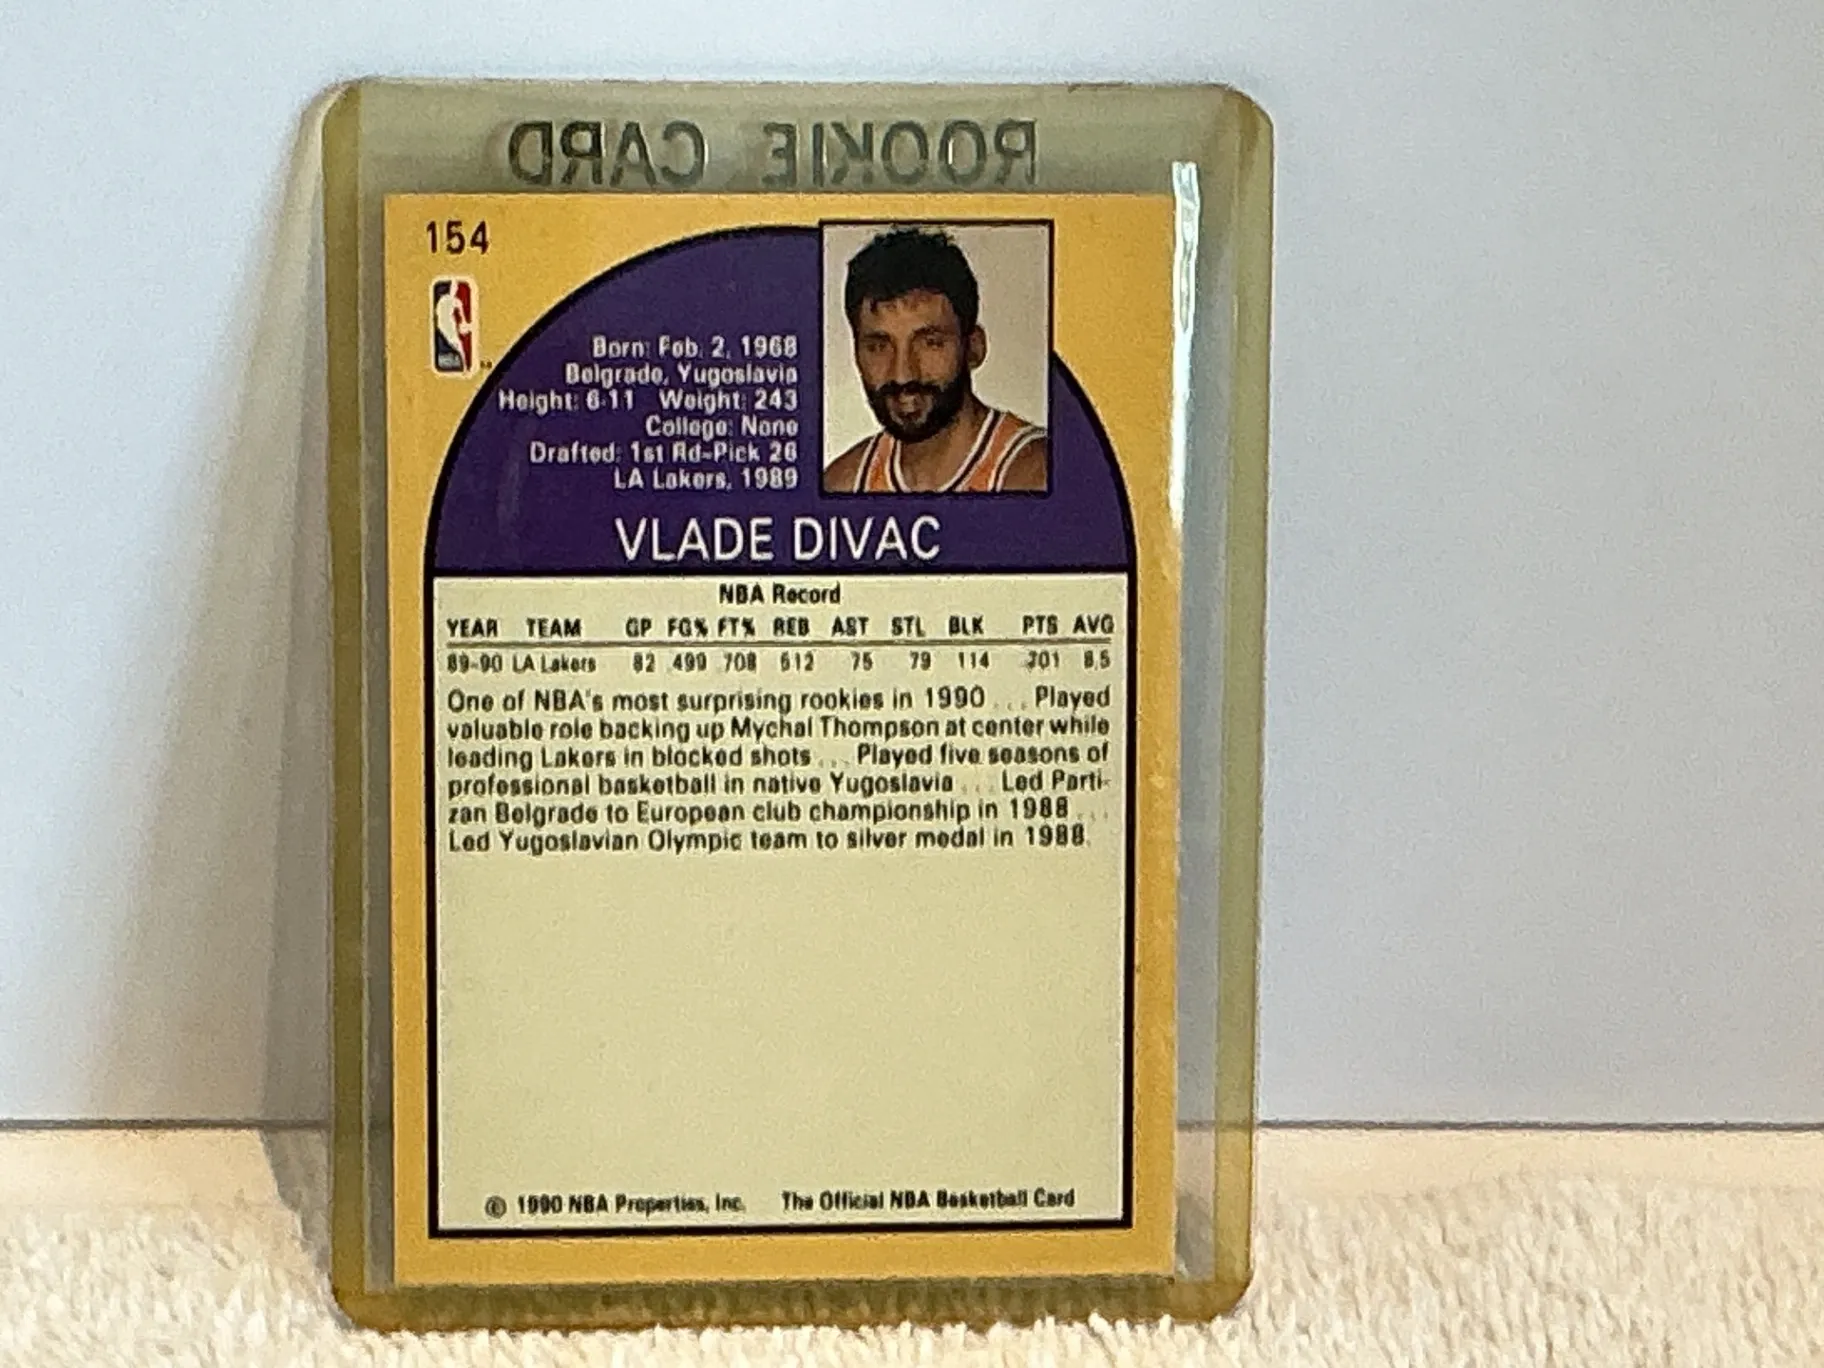 ROOKIE CARD
154
NBA
Born: Feb. 2, 1968
Belgrade, Yugoslavia
Height: 6-11 Weight: 243
College: None
Drafted: 1st Rd-Pick 26
LA Lakers, 1989
VLADE DIVAC
NBA Record
YEAR TEAM GP FG% FT% REB AST STL BLK PTS AVG
89-90 LA Lakers 82 .499 .708 512 75 79 114 701 8.5
One of NBA's most surprising rookies in 1990 ... Played
valuable role backing up Mychal Thompson at center while
leading Lakers in blocked shots ... Played five seasons of
professional basketball in native Yugoslavia ... Led Parti-
zan Belgrade to European club championship in 1988 ...
Led Yugoslavian Olympic team to silver medal in 1988.
© 1990 NBA Properties, Inc. The Official NBA Basketball Card